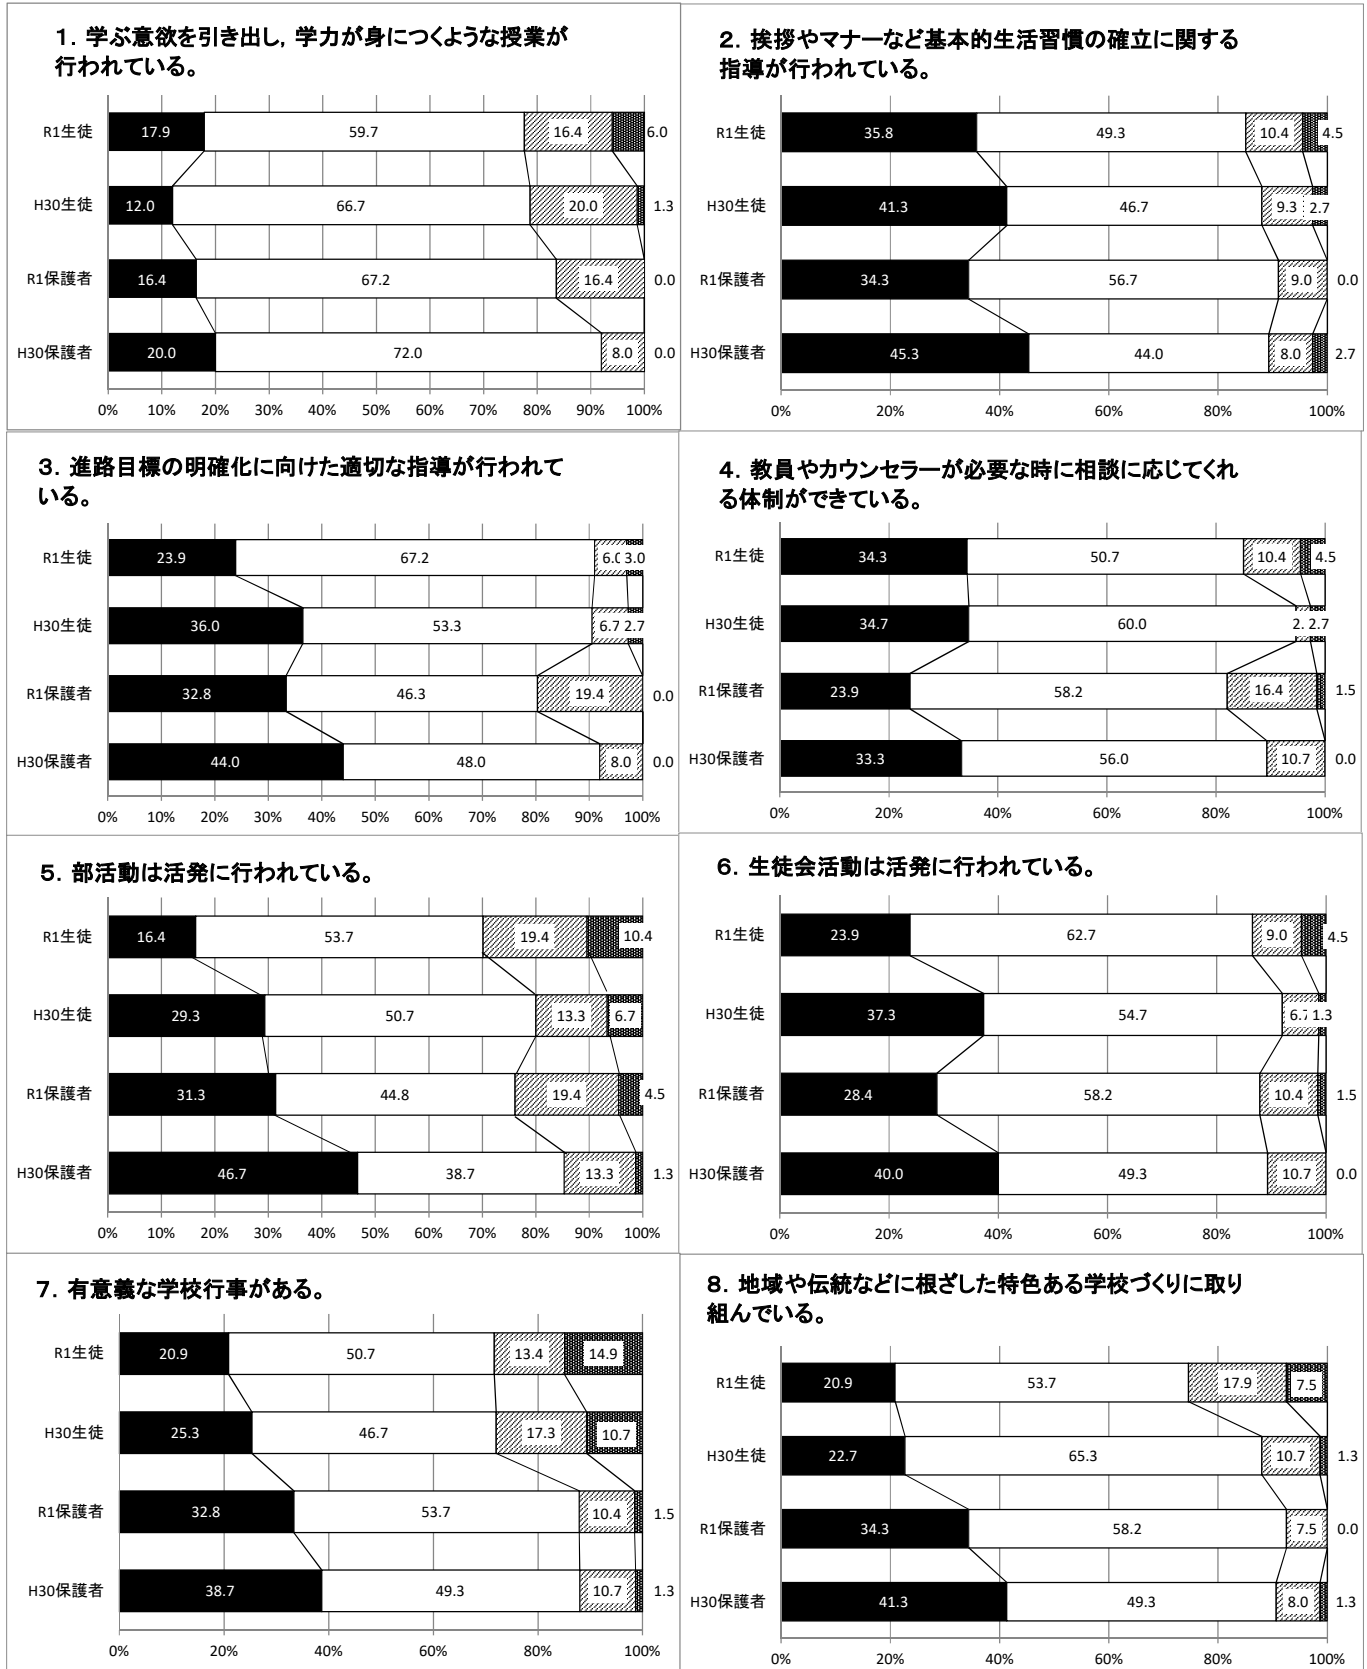 1．学ぶ意欲を引き出し，学力が身につくような授業が
行われている。
R1生徒 17.9 59.7 16.4 6.0
H30生徒 12.0 66.7 20.0 1.3
R1保護者 16.4 67.2 16.4 0.0
H30保護者 20.0 72.0 8.0 0.0
0% 10% 20% 30% 40% 50% 60% 70% 80% 90% 100%
2．挨拶やマナーなど基本的生活習慣の確立に関する
指導が行われている。
R1生徒 35.8 49.3 10.4 4.5
H30生徒 41.3 46.7 9.3 2.7
R1保護者 34.3 56.7 9.0 0.0
H30保護者 45.3 44.0 8.0 2.7
0% 20% 40% 60% 80% 100%
3．進路目標の明確化に向けた適切な指導が行われて
いる。
R1生徒 23.9 67.2 6.0 3.0
H30生徒 36.0 53.3 6.7 2.7
R1保護者 32.8 46.3 19.4 0.0
H30保護者 44.0 48.0 8.0 0.0
0% 10% 20% 30% 40% 50% 60% 70% 80% 90% 100%
4．教員やカウンセラーが必要な時に相談に応じてくれ
る体制ができている。
R1生徒 34.3 50.7 10.4 4.5
H30生徒 34.7 60.0 2. 2.7
R1保護者 23.9 58.2 16.4 1.5
H30保護者 33.3 56.0 10.7 0.0
0% 20% 40% 60% 80% 100%
5．部活動は活発に行われている。
R1生徒 16.4 53.7 19.4 10.4
H30生徒 29.3 50.7 13.3 6.7
R1保護者 31.3 44.8 19.4 4.5
H30保護者 46.7 38.7 13.3 1.3
0% 10% 20% 30% 40% 50% 60% 70% 80% 90% 100%
6．生徒会活動は活発に行われている。
R1生徒 23.9 62.7 9.0 4.5
H30生徒 37.3 54.7 6.7 1.3
R1保護者 28.4 58.2 10.4 1.5
H30保護者 40.0 49.3 10.7 0.0
0% 20% 40% 60% 80% 100%
7．有意義な学校行事がある。
R1生徒 20.9 50.7 13.4 14.9
H30生徒 25.3 46.7 17.3 10.7
R1保護者 32.8 53.7 10.4 1.5
H30保護者 38.7 49.3 10.7 1.3
0% 20% 40% 60% 80% 100%
8．地域や伝統などに根ざした特色ある学校づくりに取り
組んでいる。
R1生徒 20.9 53.7 17.9 7.5
H30生徒 22.7 65.3 10.7 1.3
R1保護者 34.3 58.2 7.5 0.0
H30保護者 41.3 49.3 8.0 1.3
0% 20% 40% 60% 80% 100%